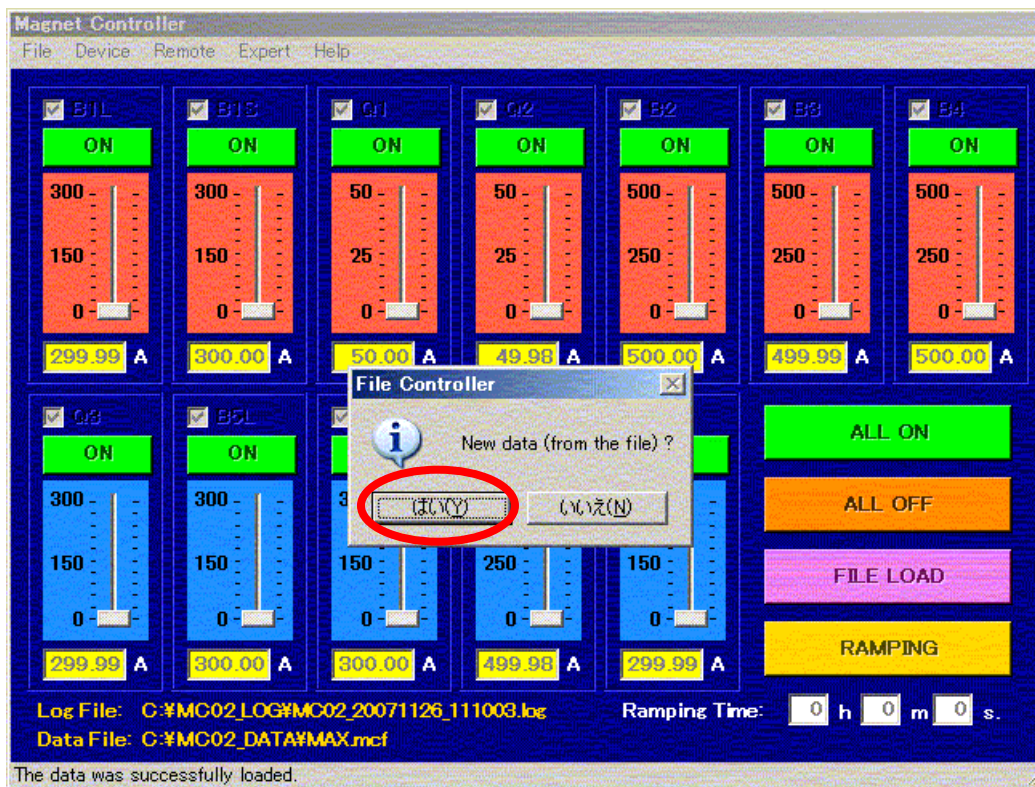 Magnet Controller
File Device Remote Expert Help
B1L B1S Q1 Q2 B2 B3 B4
ON ON ON ON ON ON ON
300 300 50 50 500 500 500
150 150 25 25 250 250 250
0 0 0 0 0 0 0
299.99 A 300.00 A 50.00 A 49.98 A 500.00 A 499.99 A 500.00 A
File Controller
New data (from the file) ?
はい(Y) いいえ(N)
Q3 B5L
ON ON
300 300
150 150 150 250 150
0 0 0 0 0
299.99 A 300.00 A 300.00 A 499.98 A 299.99 A
ALL ON
ALL OFF
FILE LOAD
RAMPING
Log File: C:¥MC02_LOG¥MC02_20071126_111003.log
Data File: C:¥MC02_DATA¥MAX.mcf
Ramping Time: 0 h 0 m 0 s.
The data was successfully loaded.